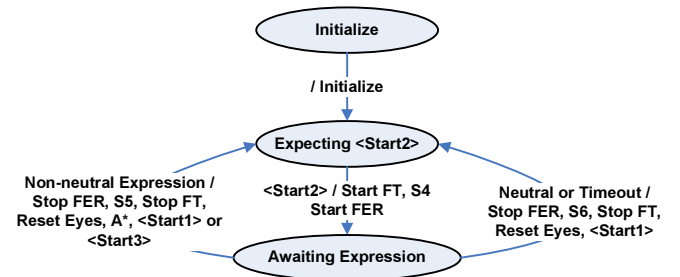 Initialize
/ Initialize
Expecting <Start2>
Non-neutral Expression /
Stop FER, S5, Stop FT,
Reset Eyes, A*, <Start1> or
<Start3>
<Start2> / Start FT, S4
Start FER
Neutral or Timeout /
Stop FER, S6, Stop FT,
Reset Eyes, <Start1>
Awaiting Expression